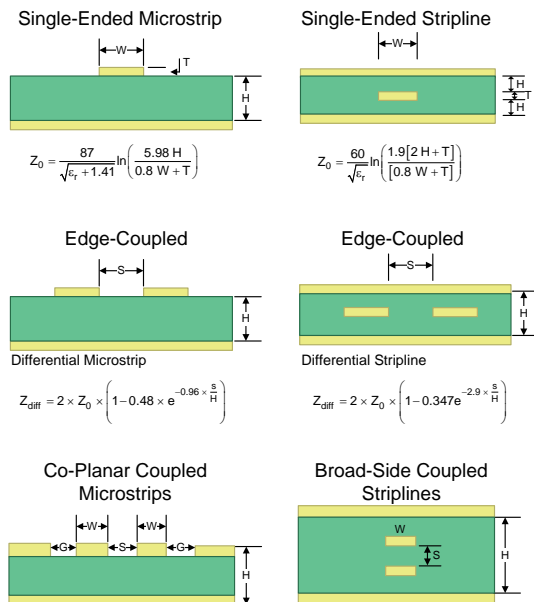 Single-Ended Microstrip
W
T
H
Z0 = 87 / √(εr + 1.41) ln( 5.98 H / 0.8 W + T )
Single-Ended Stripline
W
H
T
H
Z0 = 60 / √εr ln( 1.9[2 H + T] / [0.8 W + T] )
Edge-Coupled
S
H
Differential Microstrip
Zdiff = 2 × Z0 × ( 1 − 0.48 × e^(−0.96 × s/H) )
Edge-Coupled
S
H
Differential Stripline
Zdiff = 2 × Z0 × ( 1 − 0.347e^(−2.9 × s/H) )
Co-Planar Coupled
Microstrips
W W
G S G
H
Broad-Side Coupled
Striplines
W
S
H